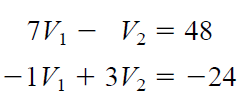 7V₁ − V₂ = 48
−1V₁ + 3V₂ = −24